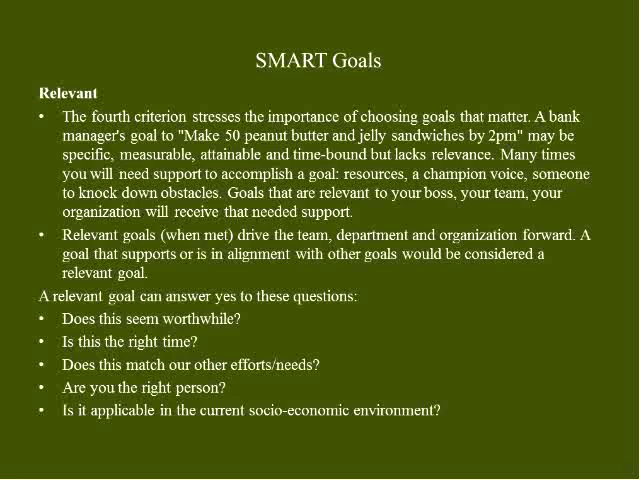 SMART Goals
Relevant
• The fourth criterion stresses the importance of choosing goals that matter. A bank
manager's goal to "Make 50 peanut butter and jelly sandwiches by 2pm" may be
specific, measurable, attainable and time-bound but lacks relevance. Many times
you will need support to accomplish a goal: resources, a champion voice, someone
to knock down obstacles. Goals that are relevant to your boss, your team, your
organization will receive that needed support.
• Relevant goals (when met) drive the team, department and organization forward. A
goal that supports or is in alignment with other goals would be considered a
relevant goal.
A relevant goal can answer yes to these questions:
• Does this seem worthwhile?
• Is this the right time?
• Does this match our other efforts/needs?
• Are you the right person?
• Is it applicable in the current socio-economic environment?